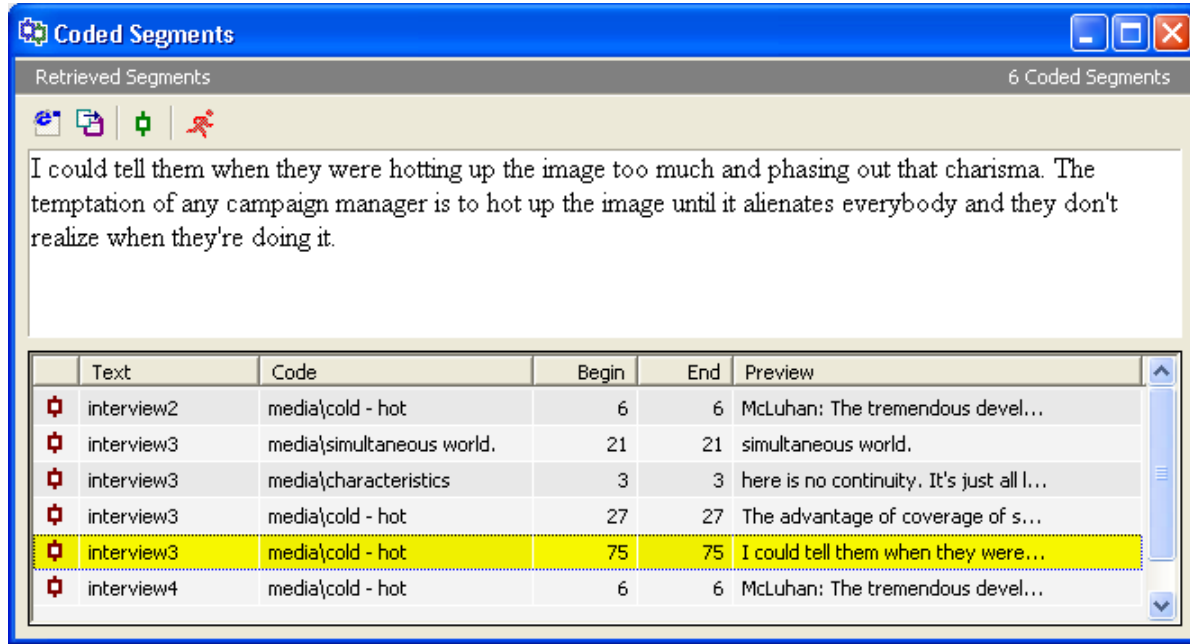 Coded Segments
Retrieved Segments 6 Coded Segments
I could tell them when they were hotting up the image too much and phasing out that charisma. The
temptation of any campaign manager is to hot up the image until it alienates everybody and they don't
realize when they're doing it.
Text Code Begin End Preview
interview2 media\cold - hot 6 6 McLuhan: The tremendous devel...
interview3 media\simultaneous world. 21 21 simultaneous world.
interview3 media\characteristics 3 3 here is no continuity. It's just all l...
interview3 media\cold - hot 27 27 The advantage of coverage of s...
interview3 media\cold - hot 75 75 I could tell them when they were...
interview4 media\cold - hot 6 6 McLuhan: The tremendous devel...